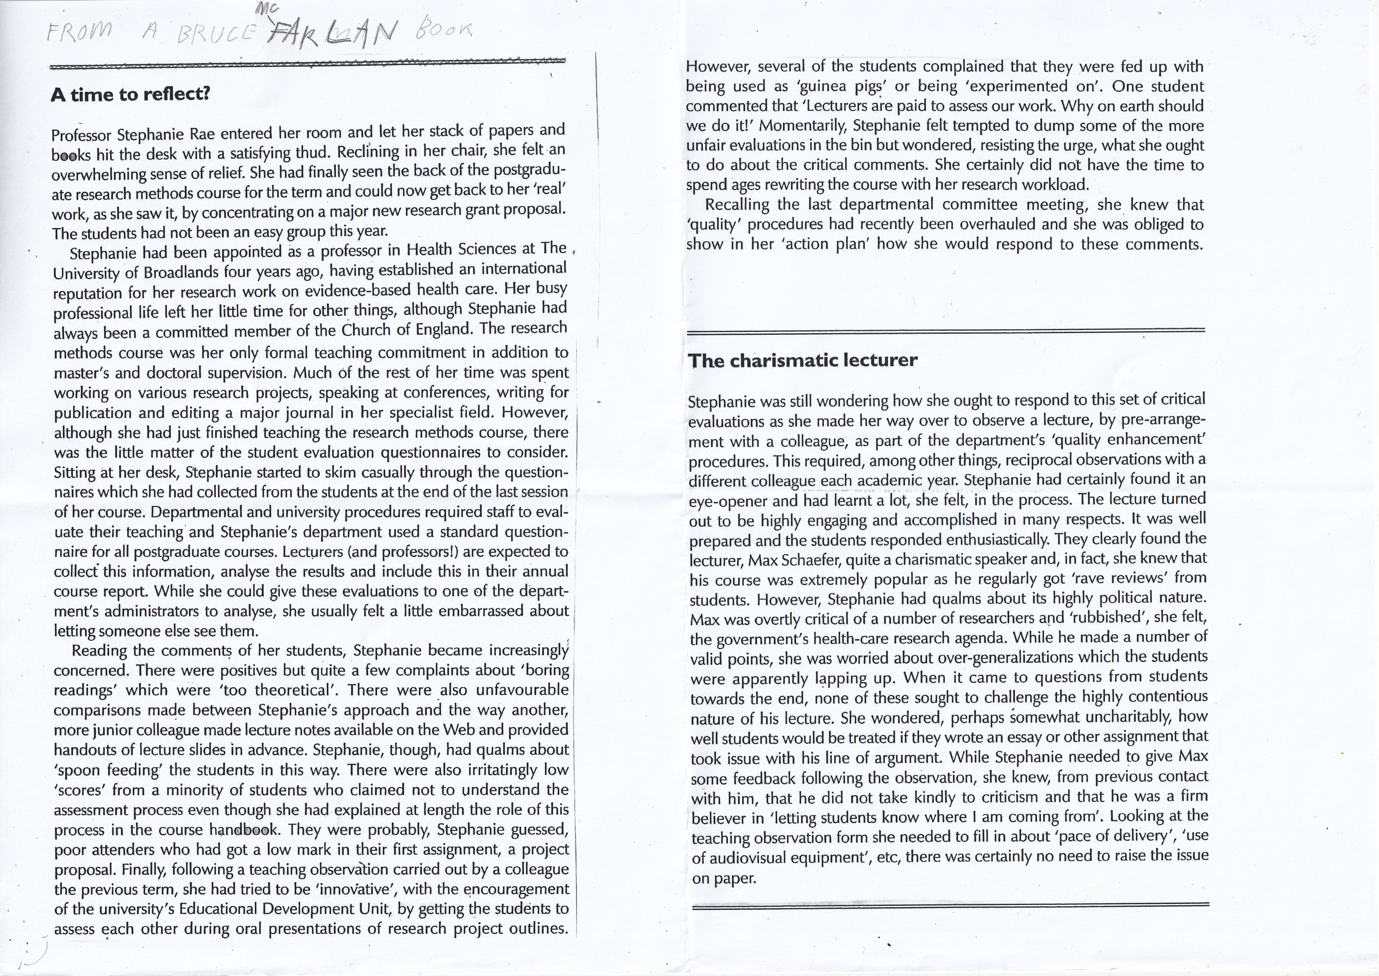 FROM A BRUCE McFARLAN BOOK
A time to reflect?
Professor Stephanie Rae entered her room and let her stack of papers and
books hit the desk with a satisfying thud. Reclining in her chair, she felt an
overwhelming sense of relief. She had finally seen the back of the postgradu-
ate research methods course for the term and could now get back to her ‘real’
work, as she saw it, by concentrating on a major new research grant proposal.
The students had not been an easy group this year.
Stephanie had been appointed as a professor in Health Sciences at The
University of Broadlands four years ago, having established an international
reputation for her research work on evidence-based health care. Her busy
professional life left her little time for other things, although Stephanie had
always been a committed member of the Church of England. The research
methods course was her only formal teaching commitment in addition to
master’s and doctoral supervision. Much of the rest of her time was spent
working on various research projects, speaking at conferences, writing for
publication and editing a major journal in her specialist field. However,
although she had just finished teaching the research methods course, there
was the little matter of the student evaluation questionnaires to consider.
Sitting at her desk, Stephanie started to skim casually through the question-
naires which she had collected from the students at the end of the last session
of her course. Departmental and university procedures required staff to eval-
uate their teaching and Stephanie’s department used a standard question-
naire for all postgraduate courses. Lecturers (and professors!) are expected to
collect this information, analyse the results and include this in their annual
course report. While she could give these evaluations to one of the depart-
ment’s administrators to analyse, she usually felt a little embarrassed about
letting someone else see them.
Reading the comments of her students, Stephanie became increasingly
concerned. There were positives but quite a few complaints about ‘boring
readings’ which were ‘too theoretical’. There were also unfavourable
comparisons made between Stephanie’s approach and the way another,
more junior colleague made lecture notes available on the Web and provided
handouts of lecture slides in advance. Stephanie, though, had qualms about
‘spoon feeding’ the students in this way. There were also irritatingly low
‘scores’ from a minority of students who claimed not to understand the
assessment process even though she had explained at length the role of this
process in the course handbook. They were probably, Stephanie guessed,
poor attenders who had got a low mark in their first assignment, a project
proposal. Finally, following a teaching observation carried out by a colleague
the previous term, she had tried to be ‘innovative’, with the encouragement
of the university’s Educational Development Unit, by getting the students to
assess each other during oral presentations of research project outlines.
However, several of the students complained that they were fed up with
being used as ‘guinea pigs’ or being ‘experimented on’. One student
commented that ‘Lecturers are paid to assess our work. Why on earth should
we do it!’ Momentarily, Stephanie felt tempted to dump some of the more
unfair evaluations in the bin but wondered, resisting the urge, what she ought
to do about the critical comments. She certainly did not have the time to
spend ages rewriting the course with her research workload.
Recalling the last departmental committee meeting, she knew that
‘quality’ procedures had recently been overhauled and she was obliged to
show in her ‘action plan’ how she would respond to these comments.
The charismatic lecturer
Stephanie was still wondering how she ought to respond to this set of critical
evaluations as she made her way over to observe a lecture, by pre-arrange-
ment with a colleague, as part of the department’s ‘quality enhancement’
procedures. This required, among other things, reciprocal observations with a
different colleague each academic year. Stephanie had certainly found it an
eye-opener and had learnt a lot, she felt, in the process. The lecture turned
out to be highly engaging and accomplished in many respects. It was well
prepared and the students responded enthusiastically. They clearly found the
lecturer, Max Schaefer, quite a charismatic speaker and, in fact, she knew that
his course was extremely popular as he regularly got ‘rave reviews’ from
students. However, Stephanie had qualms about its highly political nature.
Max was overtly critical of a number of researchers and ‘rubbished’, she felt,
the government’s health-care research agenda. While he made a number of
valid points, she was worried about over-generalizations which the students
were apparently lapping up. When it came to questions from students
towards the end, none of these sought to challenge the highly contentious
nature of his lecture. She wondered, perhaps somewhat uncharitably, how
well students would be treated if they wrote an essay or other assignment that
took issue with his line of argument. While Stephanie needed to give Max
some feedback following the observation, she knew, from previous contact
with him, that he did not take kindly to criticism and that he was a firm
believer in ‘letting students know where I am coming from’. Looking at the
teaching observation form she needed to fill in about ‘pace of delivery’, ‘use
of audiovisual equipment’, etc, there was certainly no need to raise the issue
on paper.